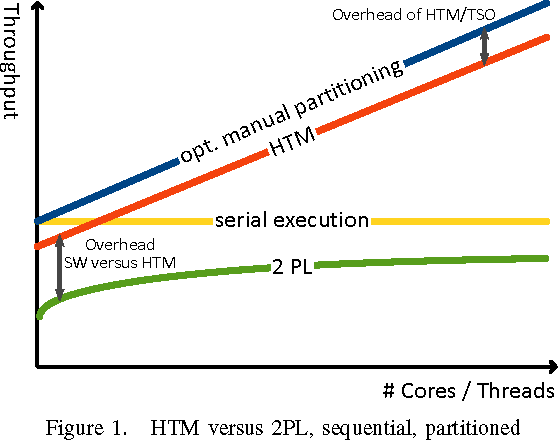 Throughput
Overhead of HTM/TSO
opt. manual partitioning
HTM
serial execution
Overhead
SW versus HTM
2 PL
# Cores / Threads
Figure 1. HTM versus 2PL, sequential, partitioned